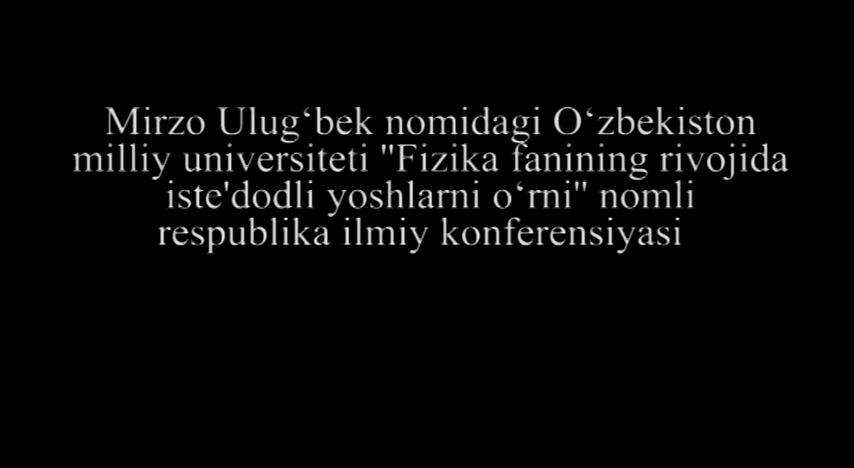 Mirzo Ulug‘bek nomidagi O‘zbekiston
milliy universiteti "Fizika fanining rivojida
iste'dodli yoshlarni o‘rni" nomli
respublika ilmiy konferensiyasi